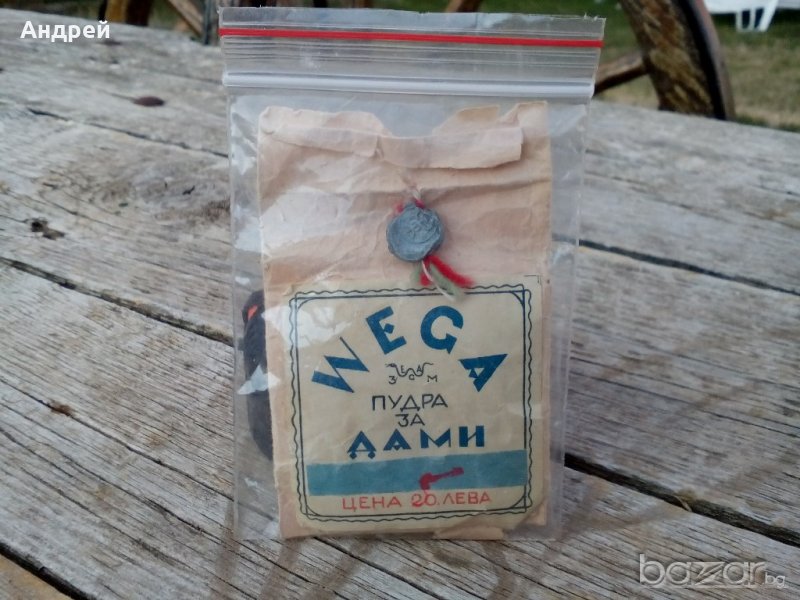 Андрей
WEGA
ПУДРА
ЗА
ДАМИ
ЦЕНА 20 ЛЕВА
bazar.bg